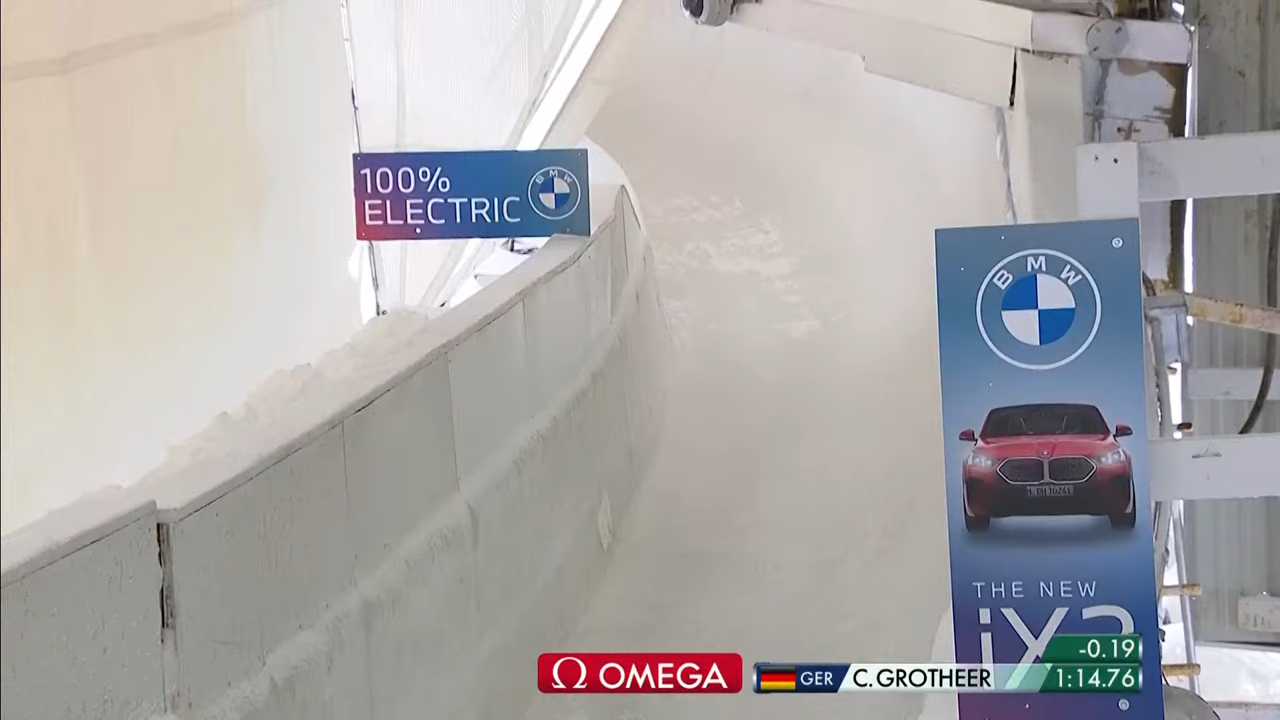 100%
ELECTRIC
BMW
BMW
THE NEW
-0.19
Ω OMEGA
GER
C.GROTHEER
1:14.76